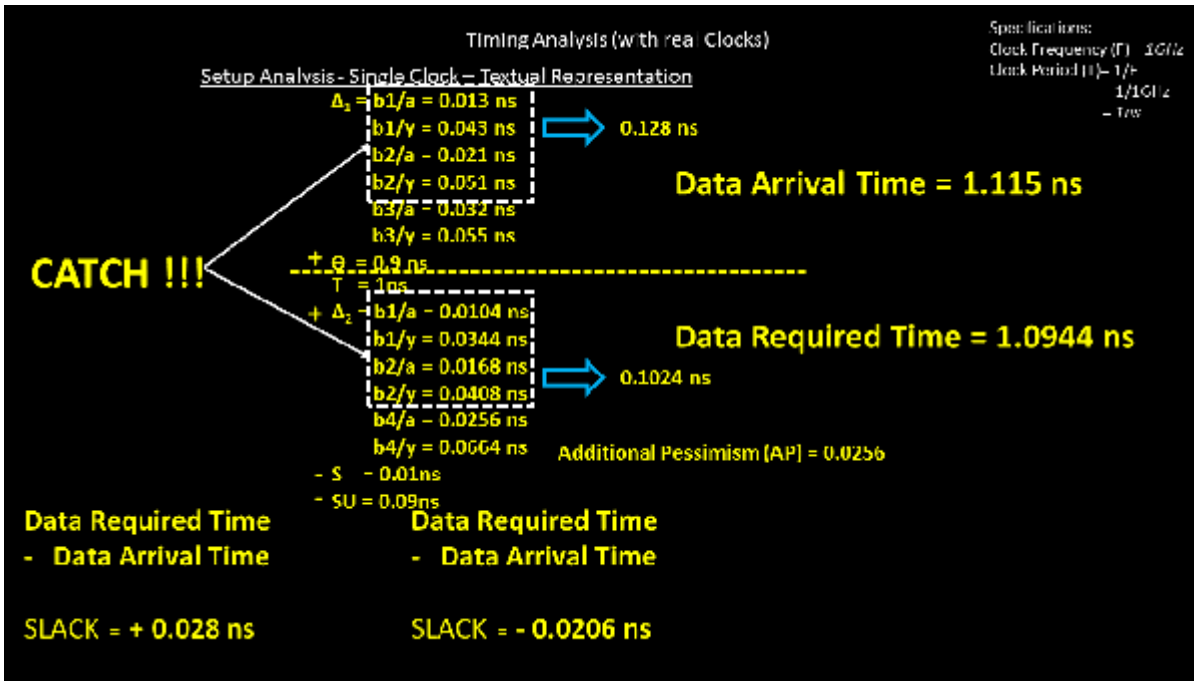 Timing Analysis (with real Clocks)
Specifications:
Clock Frequency (F) = 1GHz
Clock Period (T) = 1/F
1/1GHz
Setup Analysis - Single Clock – Textual Representation
Δ₁ = b1/a = 0.013 ns
b1/y = 0.043 ns
0.128 ns
b2/a = 0.021 ns
b2/y = 0.051 ns
Data Arrival Time = 1.115 ns
b3/a = 0.032 ns
b3/y = 0.055 ns
+ Θ = 0.9 ns
CATCH !!!
T = 1ns
+ Δ₂ = b1/a = 0.0104 ns
b1/y = 0.0344 ns
Data Required Time = 1.0944 ns
b2/a = 0.0168 ns
0.1024 ns
b2/y = 0.0408 ns
b4/a = 0.0256 ns
b4/y = 0.0664 ns
Additional Pessimism (AP) = 0.0256
- S = 0.01ns
- SU = 0.09ns
Data Required Time
- Data Arrival Time
SLACK = + 0.028 ns
Data Required Time
- Data Arrival Time
SLACK = - 0.0206 ns